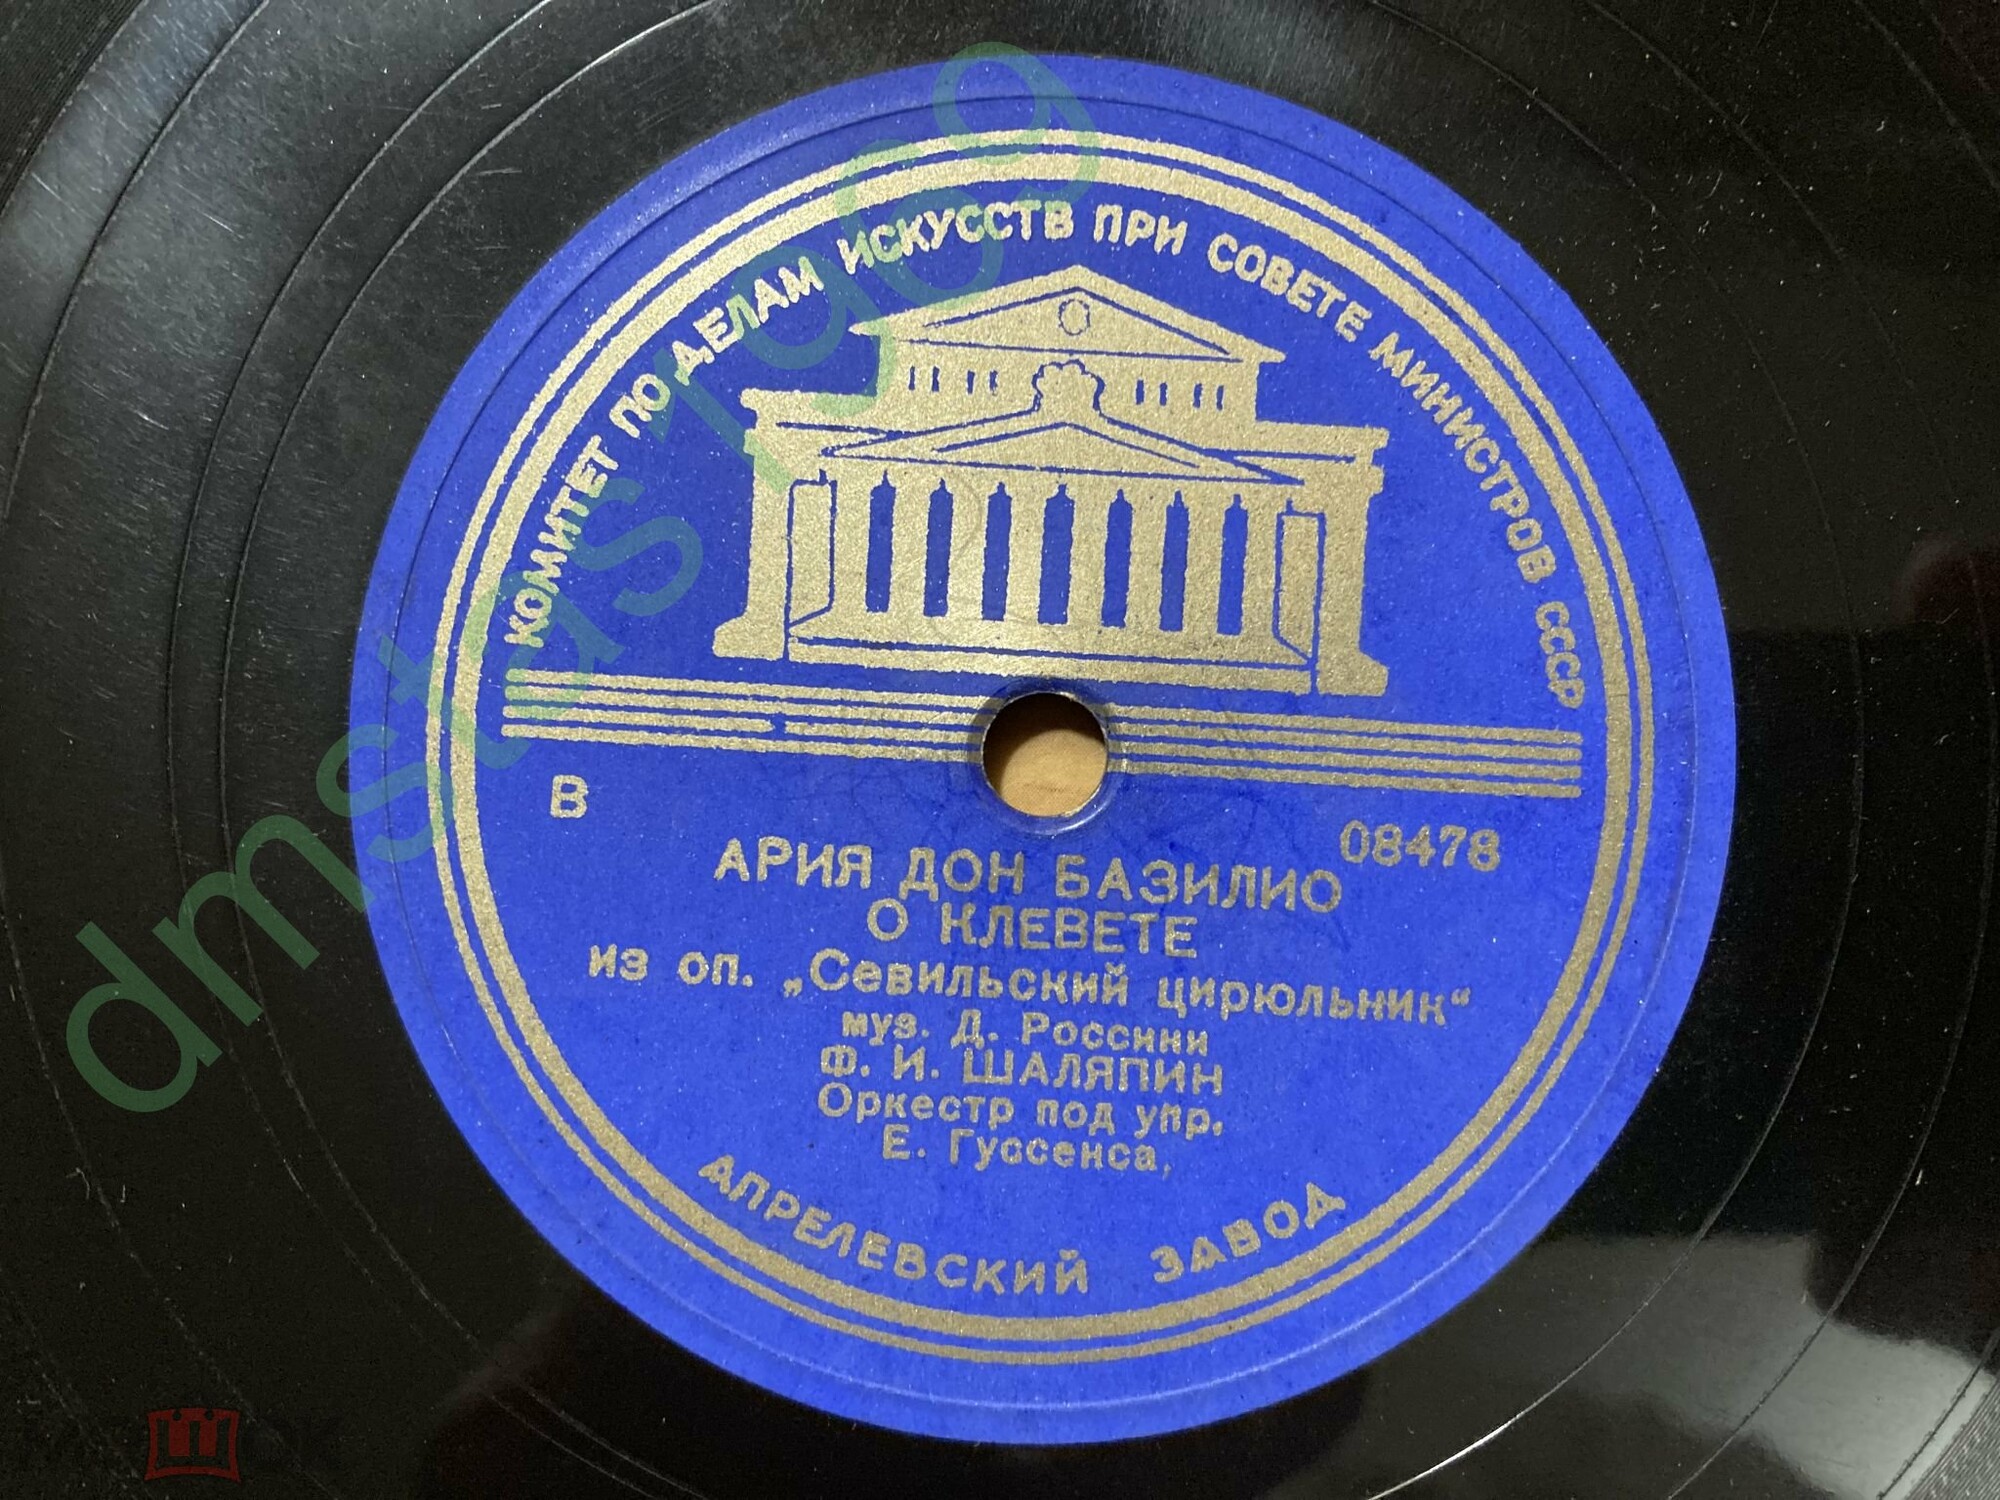 КОМИТЕТ ПО ДЕЛАМ ИСКУССТВ ПРИ СОВЕТЕ МИНИСТРОВ СССР
В
08478
АРИЯ ДОН БАЗИЛИО
О КЛЕВЕТЕ
из оп. „Севильский цирюльник“
муз. Д. Россини
Ф. И. ШАЛЯПИН
Оркестр под упр.
Е. Гуссенса,
АПРЕЛЕВСКИЙ ЗАВОД
dmstas1969